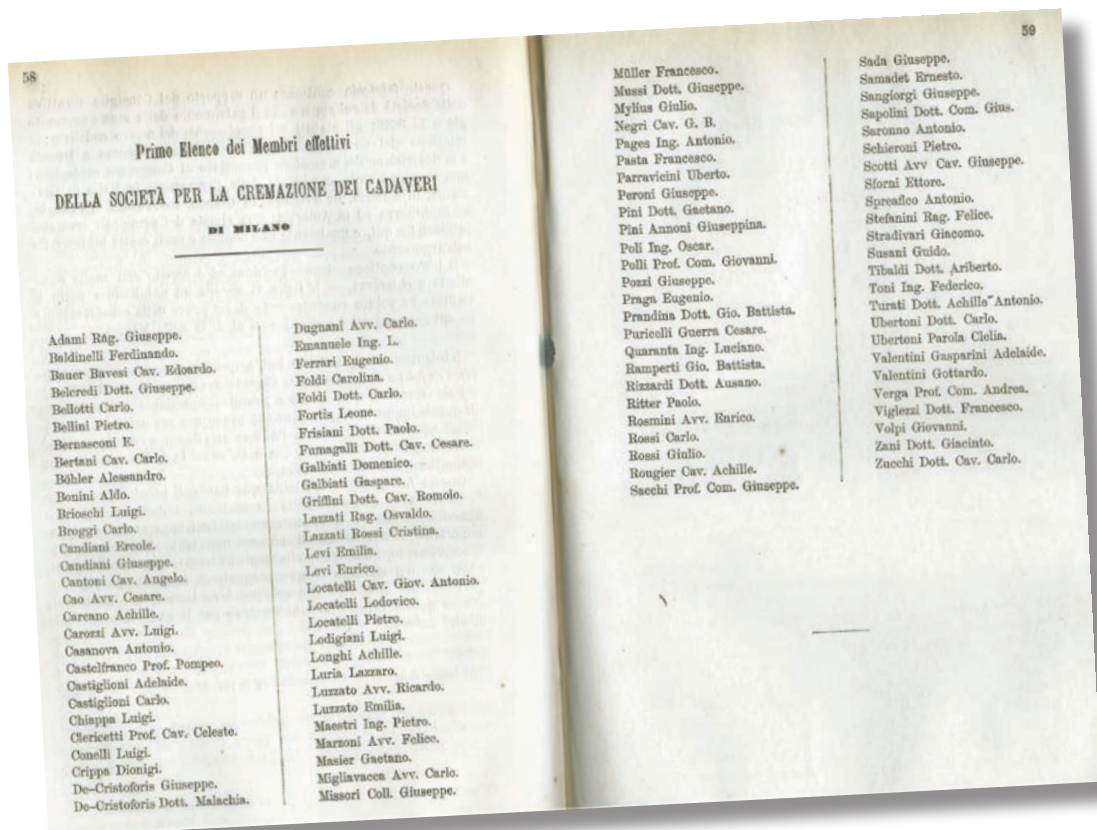 58
Primo Elenco dei Membri effettivi
DELLA SOCIETÀ PER LA CREMAZIONE DEI CADAVERI
DI MILANO
Adami Rag. Giuseppe.
Baldinelli Ferdinando.
Bauer Bavesi Cav. Edoardo.
Belcredi Dott. Giuseppe.
Bellotti Carlo.
Bellini Pietro.
Bernasconi E.
Bertani Cav. Carlo.
Böhler Alessandro.
Bonini Aldo.
Brioschi Luigi.
Broggi Carlo.
Candiani Ercole.
Candiani Giuseppe.
Cantoni Cav. Angelo.
Cao Avv. Cesare.
Carcano Achille.
Carozzi Avv. Luigi.
Casanova Antonio.
Castelfranco Prof. Pompeo.
Castiglioni Adelaide.
Castiglioni Carlo.
Chiappa Luigi.
Clericetti Prof. Cav. Celeste.
Conelli Luigi.
Crippa Dionigi.
De-Cristoforis Giuseppe.
De-Cristoforis Dott. Malachia.
Dugnani Avv. Carlo.
Emanuele Ing. L.
Ferrari Eugenio.
Foldi Carolina.
Foldi Dott. Carlo.
Fortis Leone.
Frisiani Dott. Paolo.
Fumagalli Dott. Cav. Cesare.
Galbiati Domenico.
Galbiati Gaspare.
Griffini Dott. Cav. Romolo.
Lazzati Rag. Osvaldo.
Lazzati Rossi Cristina.
Levi Emilia.
Levi Enrico.
Locatelli Cav. Giov. Antonio.
Locatelli Lodovico.
Locatelli Pietro.
Lodigiani Luigi.
Longhi Achille.
Luria Lazzaro.
Luzzato Avv. Ricardo.
Luzzato Emilia.
Maestri Ing. Pietro.
Marzoni Avv. Felice.
Masier Gaetano.
Migliavacca Avv. Carlo.
Missori Coll. Giuseppe.
59
Müller Francesco.
Mussi Dott. Giuseppe.
Mylius Giulio.
Negri Cav. G. B.
Pages Ing. Antonio.
Pasta Francesco.
Parravicini Uberto.
Peroni Giuseppe.
Pini Dott. Gaetano.
Pini Annoni Giuseppina.
Poli Ing. Oscar.
Polli Prof. Com. Giovanni.
Pozzi Giuseppe.
Praga Eugenio.
Prandina Dott. Gio. Battista.
Puricelli Guerra Cesare.
Quaranta Ing. Luciano.
Ramperti Gio. Battista.
Rizzardi Dott. Ausano.
Ritter Paolo.
Rosmini Avv. Enrico.
Rossi Carlo.
Rossi Giulio.
Rougier Cav. Achille.
Sacchi Prof. Com. Giuseppe.
Sada Giuseppe.
Samadet Ernesto.
Sangiorgi Giuseppe.
Sapolini Dott. Com. Gius.
Saronno Antonio.
Schieroni Pietro.
Scotti Avv Cav. Giuseppe.
Sforni Ettore.
Spreafico Antonio.
Stefanini Rag. Felice.
Stradivari Giacomo.
Susani Guido.
Tibaldi Dott. Ariberto.
Toni Ing. Federico.
Turati Dott. Achille Antonio.
Ubertoni Dott. Carlo.
Ubertoni Parola Clelia.
Valentini Gasparini Adelaide.
Valentini Gottardo.
Verga Prof. Com. Andrea.
Viglezzi Dott. Francesco.
Volpi Giovanni.
Zani Dott. Giacinto.
Zucchi Dott. Cav. Carlo.